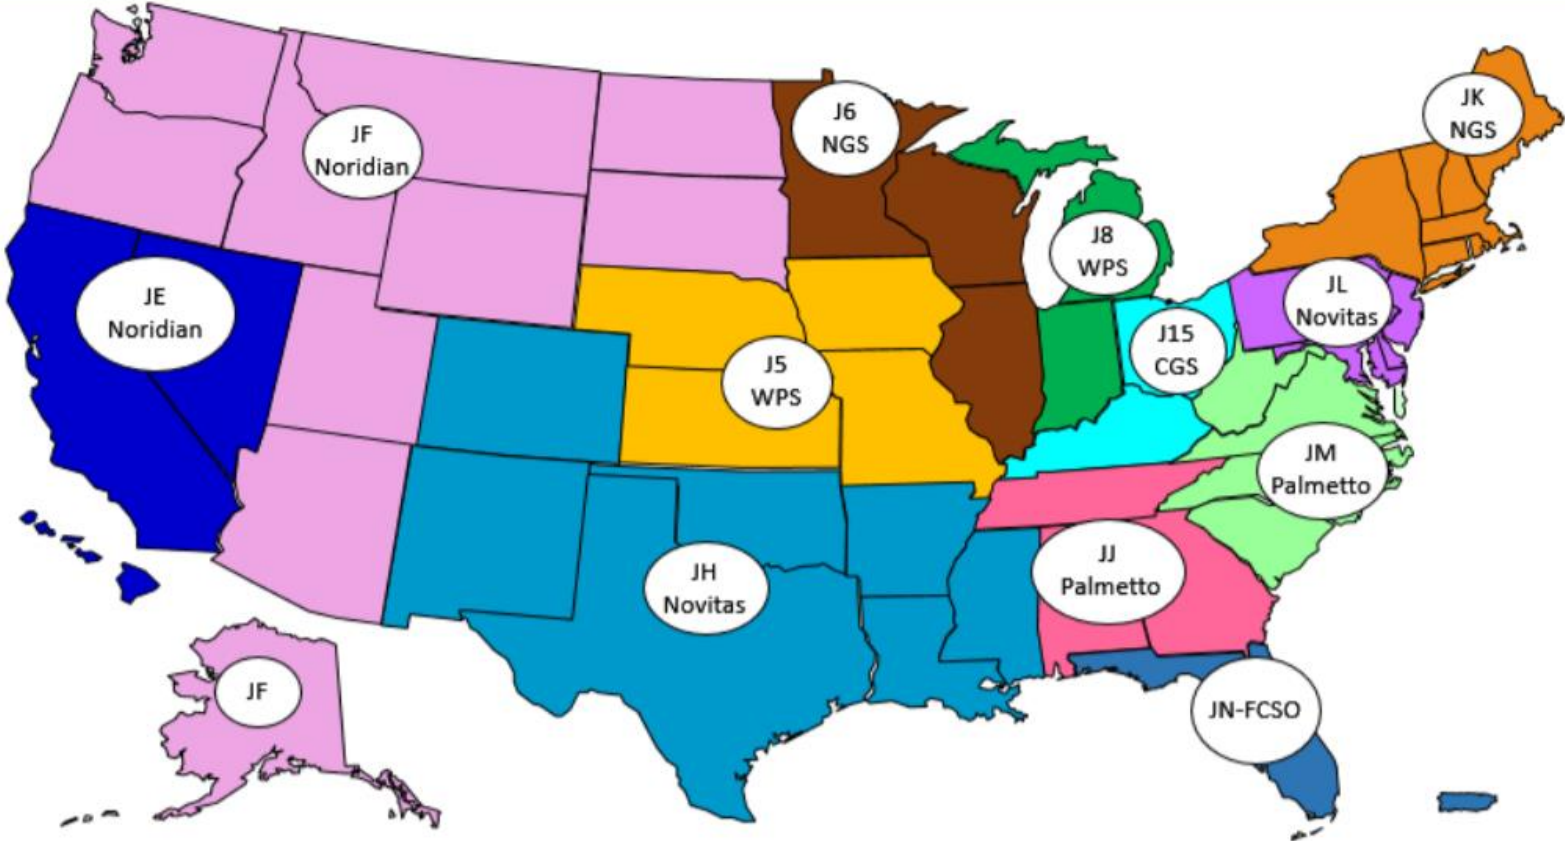 JF
Noridian
J6
NGS
JK
NGS
J8
WPS
JE
Noridian
JL
Novitas
J15
CGS
J5
WPS
JM
Palmetto
JH
Novitas
JJ
Palmetto
JF
JN-FCSO